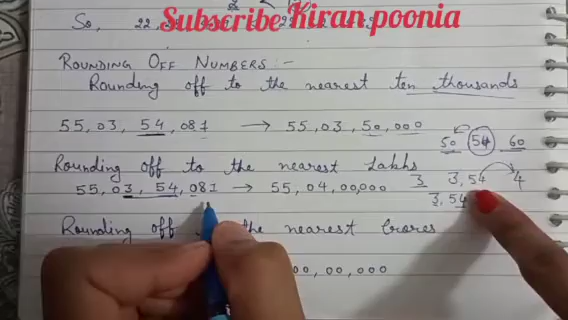 Subscribe Kiran poonia
So, 22,
ROUNDING OFF NUMBERS :-
Rounding off to the nearest ten thousands
55,03,54,081 → 55,03,50,000
50 54 60
Rounding off to the nearest Lakhs
55,03,54,081 → 55,04,00,000 3 3,54 4
3,54
Rounding off the nearest Crores
00,00,000